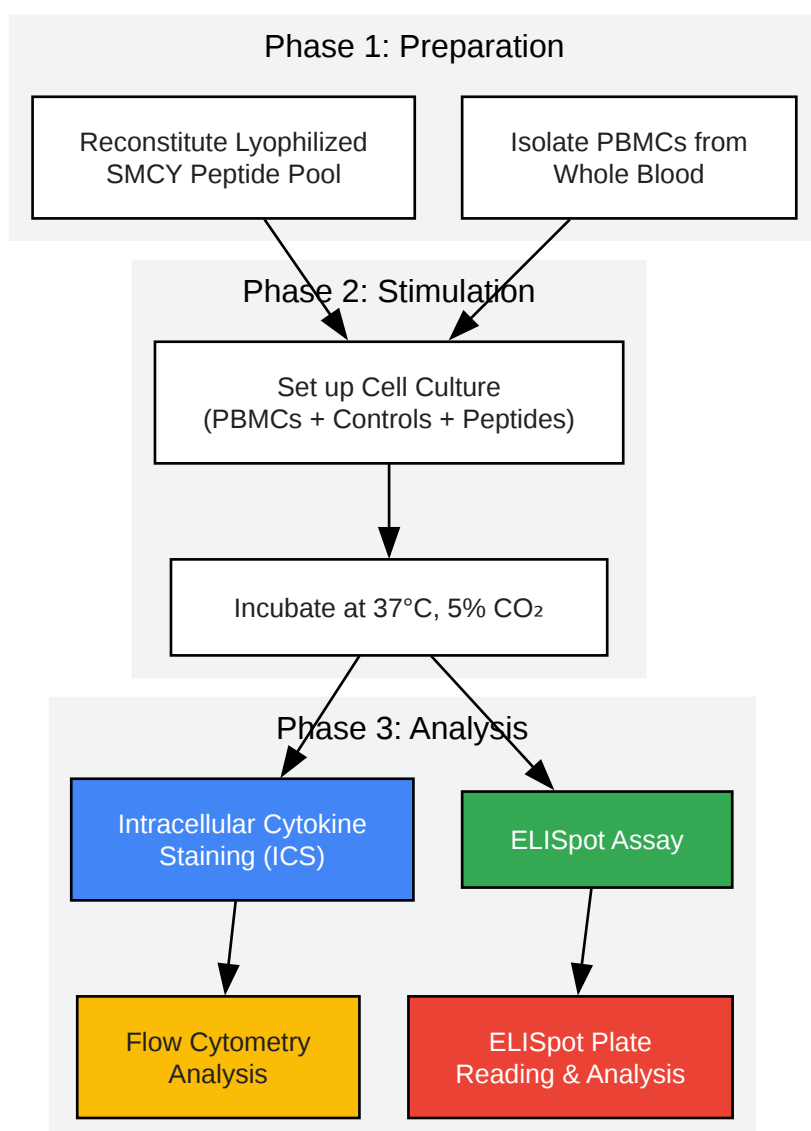 Phase 1: Preparation
Reconstitute Lyophilized
SMCY Peptide Pool
Isolate PBMCs from
Whole Blood
Phase 2: Stimulation
Set up Cell Culture
(PBMCs + Controls + Peptides)
Incubate at 37°C, 5% CO₂
Phase 3: Analysis
Intracellular Cytokine
Staining (ICS)
ELISpot Assay
Flow Cytometry
Analysis
ELISpot Plate
Reading & Analysis